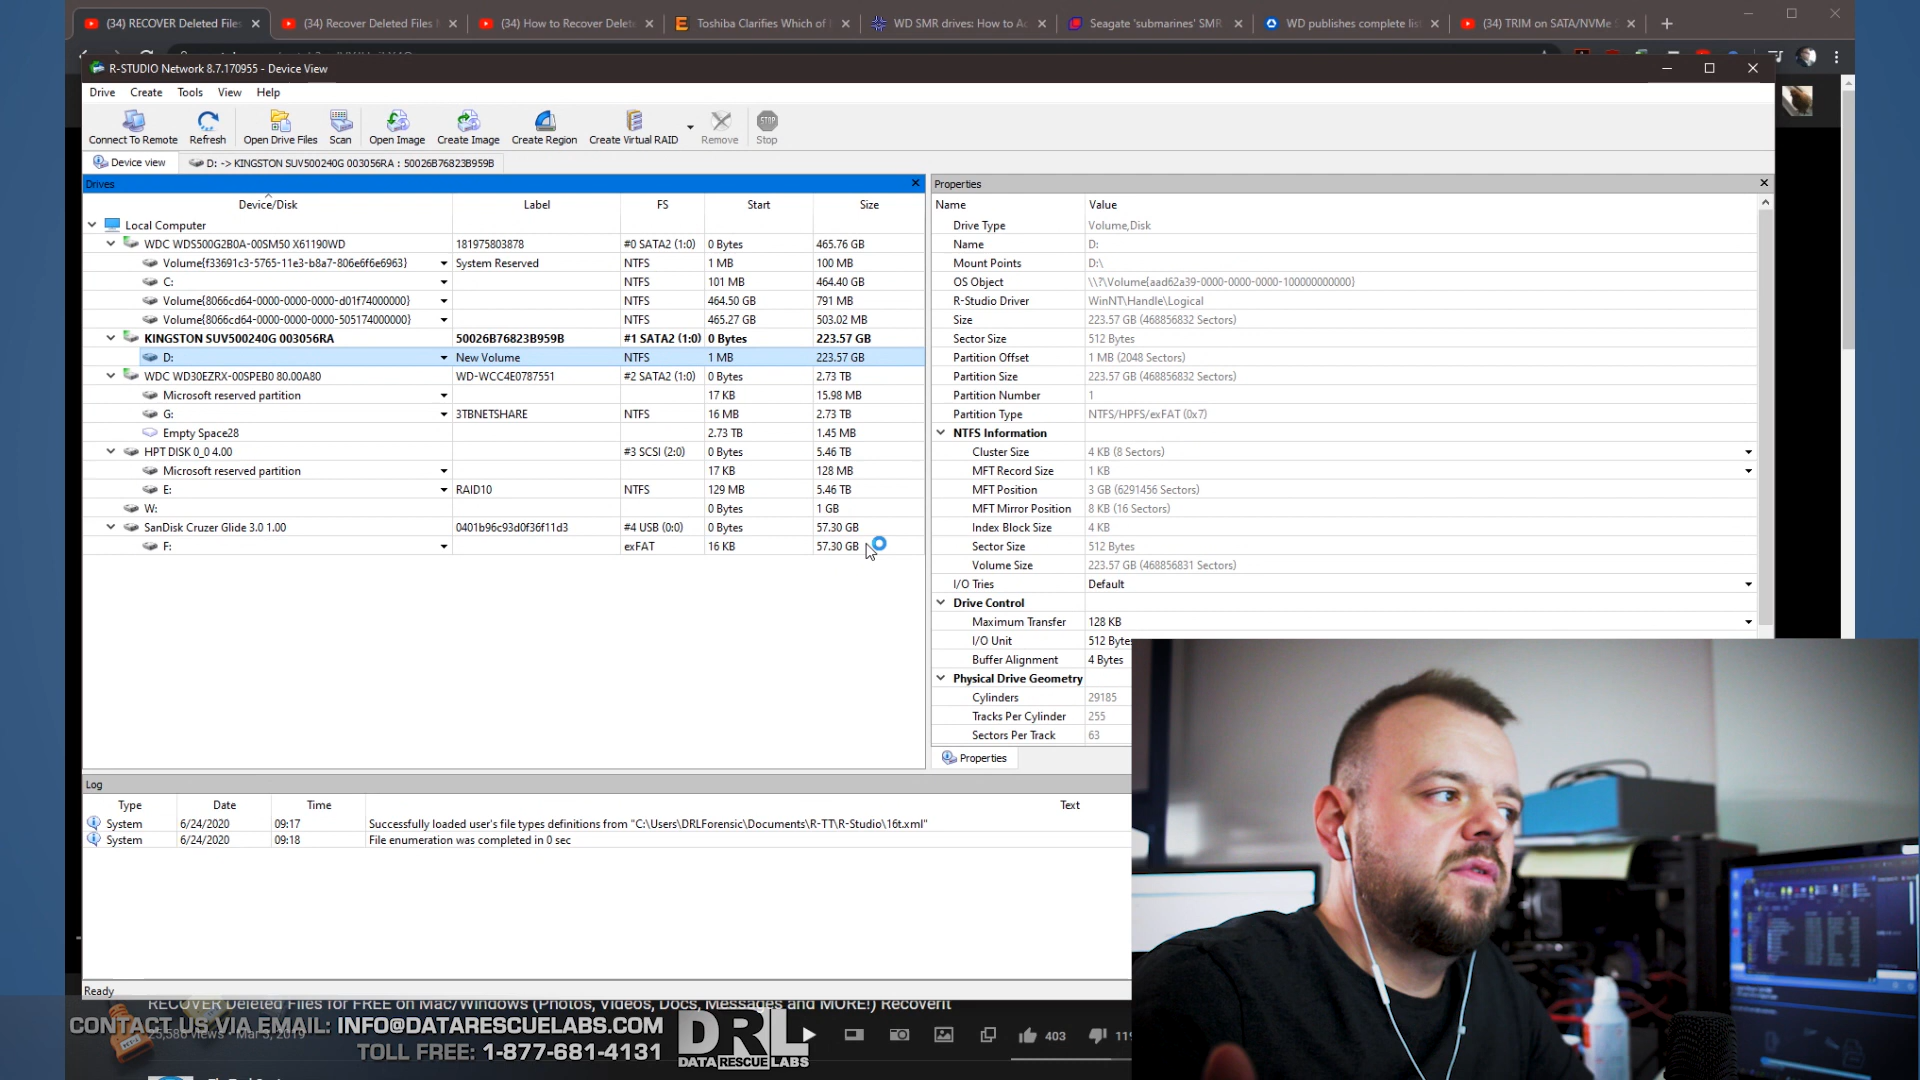 (34) RECOVER Deleted Files
(34) Recover Deleted Files
(34) How to Recover Delete
Toshiba Clarifies Which of
WD SMR drives: How to
Seagate 'submarines' SMR
WD publishes complete list
(34) TRIM on SATA/NVMe
R-STUDIO Network 8.7.170955 - Device View
Drive Create Tools View Help
Connect To Remote Refresh Open Drive Files Scan Open Image Create Image Create Region Create Virtual RAID Remove STOP Stop
Device view D: -> KINGSTON SUV500240G 003056RA : 50026B76823B959B
Drives
Device/Disk Label FS Start Size
Local Computer
WDC WDS500G2B0A-00SM50 X61190WD 181975803878 #0 SATA2 (1:0) 0 Bytes 465.76 GB
Volume{f33691c3-5765-11e3-b8a7-806e6f6e6963} System Reserved NTFS 1 MB 100 MB
C: NTFS 101 MB 464.40 GB
Volume{8066cd64-0000-0000-0000-d01f74000000} NTFS 464.50 GB 791 MB
Volume{8066cd64-0000-0000-0000-505174000000} NTFS 465.27 GB 503.02 MB
KINGSTON SUV500240G 003056RA 50026B76823B959B #1 SATA2 (1:0) 0 Bytes 223.57 GB
D: New Volume NTFS 1 MB 223.57 GB
WDC WD30EZRX-00SPEB0 80.00A80 WD-WCC4E0787551 #2 SATA2 (1:0) 0 Bytes 2.73 TB
Microsoft reserved partition 17 KB 15.98 MB
G: 3TBNETSHARE NTFS 16 MB 2.73 TB
Empty Space28 2.73 TB 1.45 MB
HPT DISK 0_0 4.00 #3 SCSI (2:0) 0 Bytes 5.46 TB
Microsoft reserved partition 17 KB 128 MB
E: RAID10 NTFS 129 MB 5.46 TB
W: 0 Bytes 1 GB
SanDisk Cruzer Glide 3.0 1.00 0401b96c93d0f36f11d3 #4 USB (0:0) 0 Bytes 57.30 GB
F: exFAT 16 KB 57.30 GB
Properties
Name Value
Drive Type Volume,Disk
Name D:
Mount Points D:\
OS Object \\?\Volume{aad62a39-0000-0000-0000-100000000000}
R-Studio Driver WinNT\Handle\Logical
Size 223.57 GB (468856832 Sectors)
Sector Size 512 Bytes
Partition Offset 1 MB (2048 Sectors)
Partition Size 223.57 GB (468856832 Sectors)
Partition Number 1
Partition Type NTFS/HPFS/exFAT (0x7)
NTFS Information
Cluster Size 4 KB (8 Sectors)
MFT Record Size 1 KB
MFT Position 3 GB (6291456 Sectors)
MFT Mirror Position 8 KB (16 Sectors)
Index Block Size 4 KB
Sector Size 512 Bytes
Volume Size 223.57 GB (468856831 Sectors)
I/O Tries Default
Drive Control
Maximum Transfer 128 KB
I/O Unit 512 Bytes
Buffer Alignment 4 Bytes
Physical Drive Geometry
Cylinders 29185
Tracks Per Cylinder 255
Sectors Per Track 63
Properties
Log
Type Date Time Text
System 6/24/2020 09:17 Successfully loaded user's file types definitions from "C:\Users\DRLForensic\Documents\R-TT\R-Studio\16t.xml"
System 6/24/2020 09:18 File enumeration was completed in 0 sec
Ready
RECOVER Deleted Files for FREE on Mac/Windows (Photos, Videos, Docs, Messages and MORE!) Recoverit
CONTACT US VIA EMAIL: INFO@DATARESCUELABS.COM
25,586 views • Mar 5, 2019
TOLL FREE: 1-877-681-4131
DRL
DATA RESCUE LABS
403